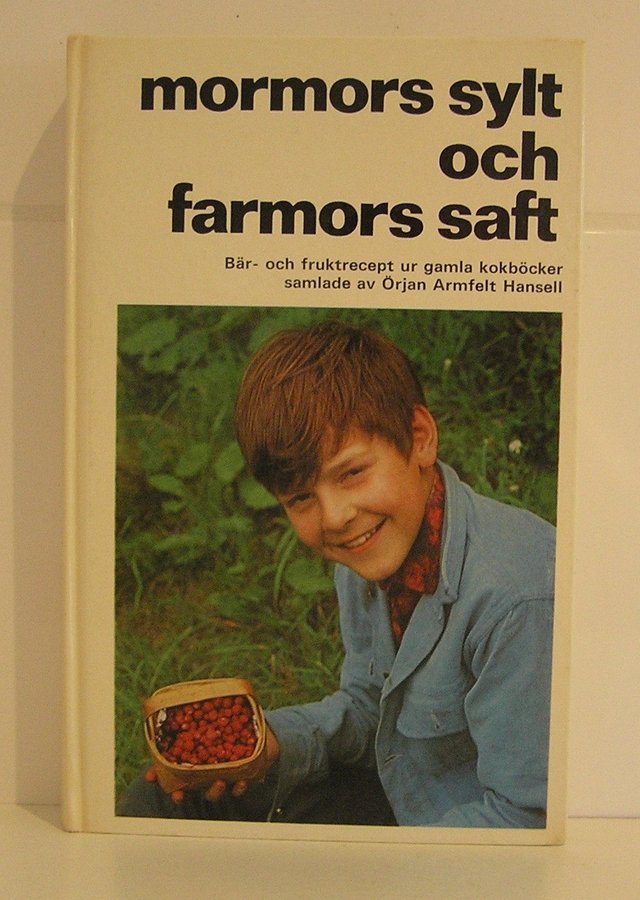 mormors sylt
och
farmors saft
Bär- och fruktrecept ur gamla kokböcker
samlade av Örjan Armfelt Hansell